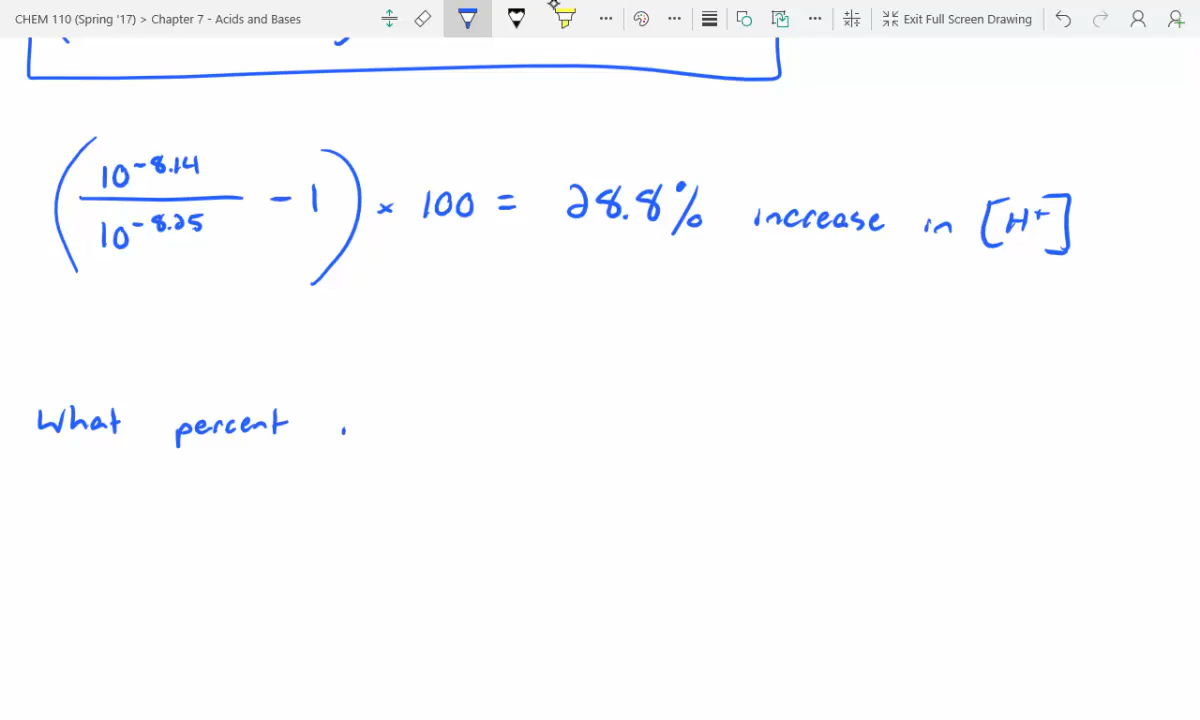 CHEM 110 (Spring '17) > Chapter 7 - Acids and Bases
Exit Full Screen Drawing
(10^-8.14 / 10^-8.25 - 1) × 100 = 28.8% increase in [H+]
What percent